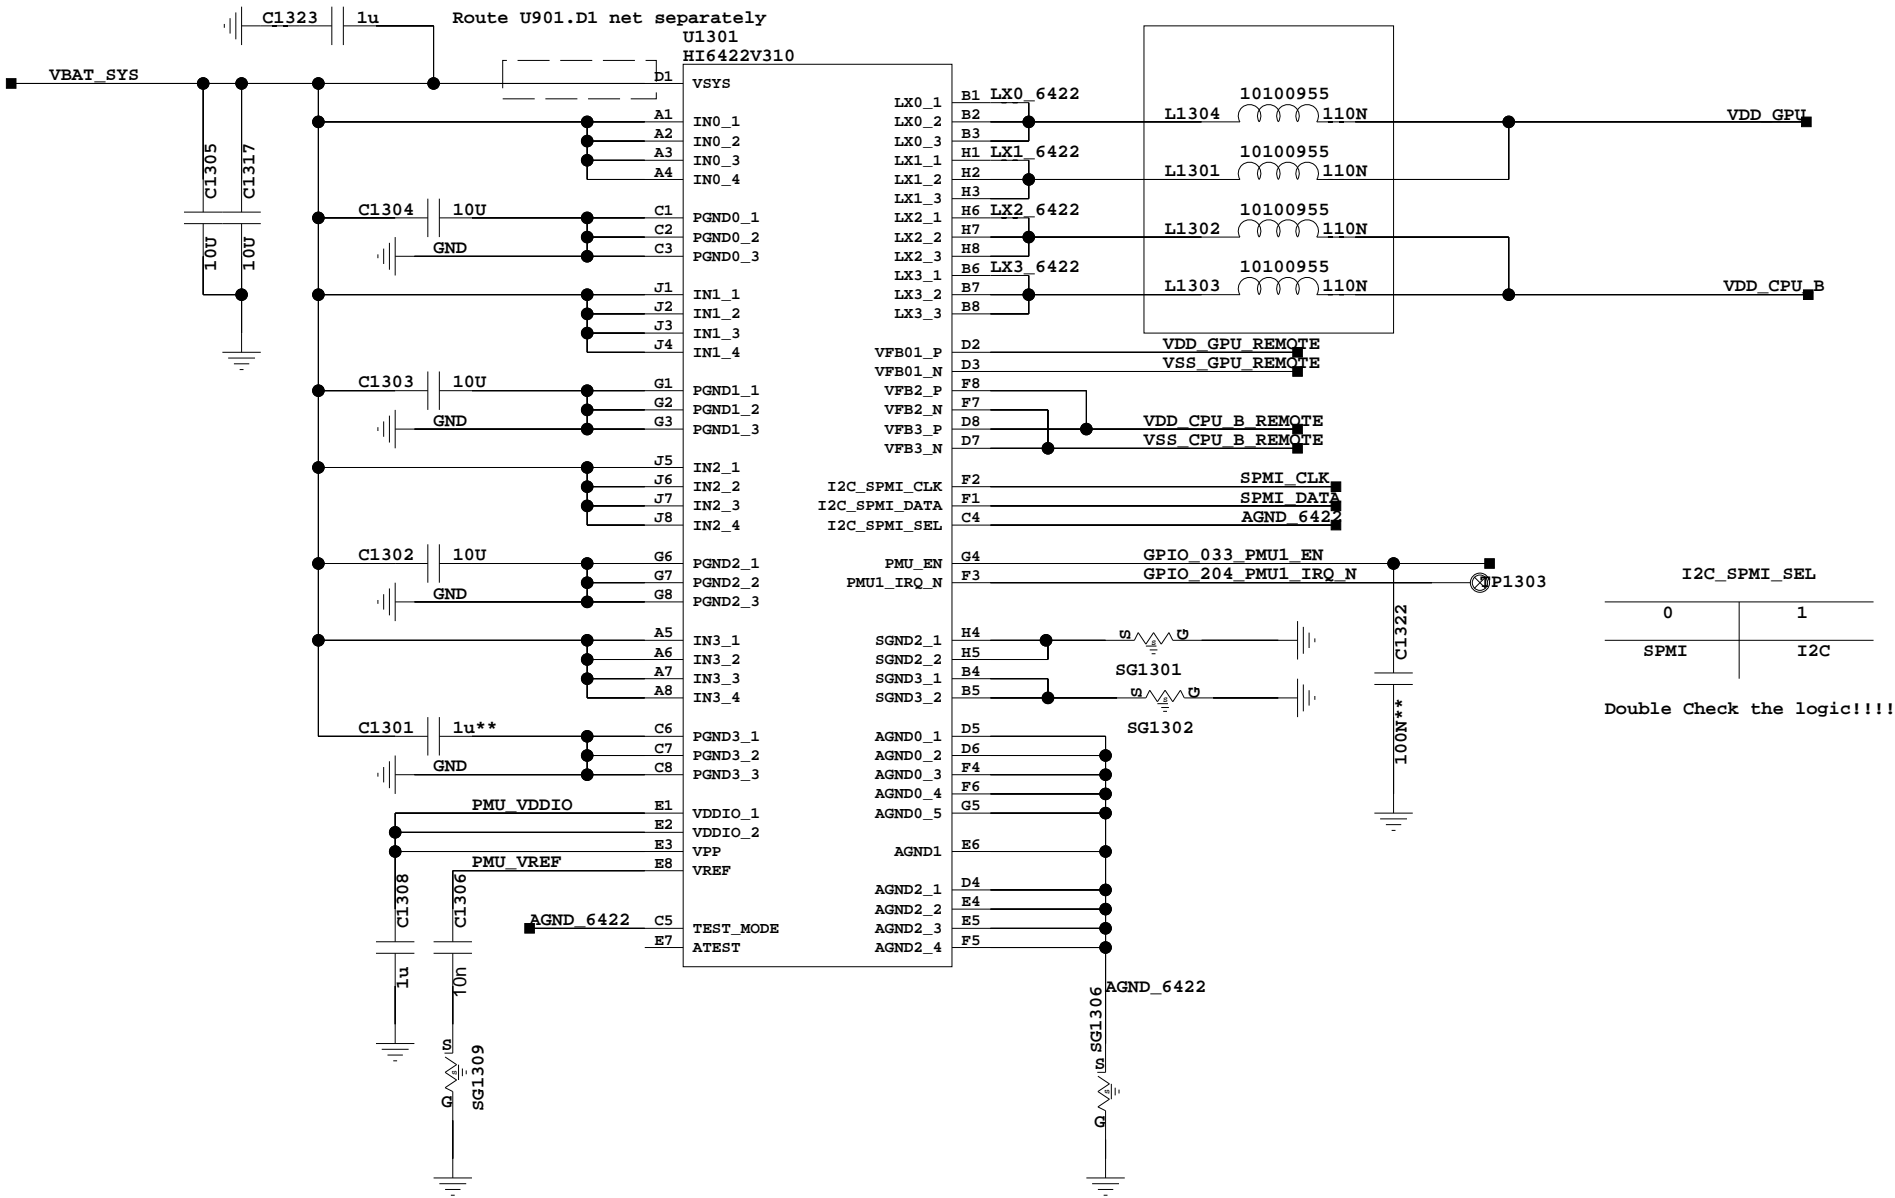 C1323 1u Route U901.D1 net separately
U1301
HI6422V310
VBAT_SYS
D1 VSYS
A1 IN0_1
A2 IN0_2
A3 IN0_3
A4 IN0_4
C1305
C1317
10U
10U
C1304 10U C1 PGND0_1
C2 PGND0_2
GND C3 PGND0_3
J1 IN1_1
J2 IN1_2
J3 IN1_3
J4 IN1_4
C1303 10U G1 PGND1_1
G2 PGND1_2
GND G3 PGND1_3
J5 IN2_1
J6 IN2_2
J7 IN2_3
J8 IN2_4
C1302 10U G6 PGND2_1
G7 PGND2_2
GND G8 PGND2_3
A5 IN3_1
A6 IN3_2
A7 IN3_3
A8 IN3_4
C1301 1u** C6 PGND3_1
C7 PGND3_2
GND C8 PGND3_3
PMU_VDDIO E1 VDDIO_1
E2 VDDIO_2
E3 VPP
PMU_VREF E8 VREF
C1308
1u
C1306
10n
AGND_6422 C5 TEST_MODE
E7 ATEST
S
G
SG1309
LX0_1 B1 LX0_6422
LX0_2 B2
LX0_3 B3
LX1_1 H1 LX1_6422
LX1_2 H2
LX1_3 H3
LX2_1 H6 LX2_6422
LX2_2 H7
LX2_3 H8
LX3_1 B6 LX3_6422
LX3_2 B7
LX3_3 B8
10100955
L1304 110N VDD_GPU
10100955
L1301 110N
10100955
L1302 110N
10100955
L1303 110N VDD_CPU_B
VFB01_P D2 VDD_GPU_REMOTE
VFB01_N D3 VSS_GPU_REMOTE
VFB2_P F8
VFB2_N F7
VFB3_P D8 VDD_CPU_B_REMOTE
VFB3_N D7 VSS_CPU_B_REMOTE
I2C_SPMI_CLK F2 SPMI_CLK
I2C_SPMI_DATA F1 SPMI_DATA
I2C_SPMI_SEL C4 AGND_6422
PMU_EN G4 GPIO_033_PMU1_EN
PMU1_IRQ_N F3 GPIO_204_PMU1_IRQ_N TP1303
SGND2_1 H4 S G
SGND2_2 H5 SG1301
SGND3_1 B4
SGND3_2 B5 S G
SG1302
C1322
100N**
AGND0_1 D5
AGND0_2 D6
AGND0_3 F4
AGND0_4 F6
AGND0_5 G5
AGND1 E6
AGND2_1 D4
AGND2_2 E4
AGND2_3 E5
AGND2_4 F5
AGND_6422
SG1306
S
G
I2C_SPMI_SEL
0 1
SPMI I2C
Double Check the logic!!!!